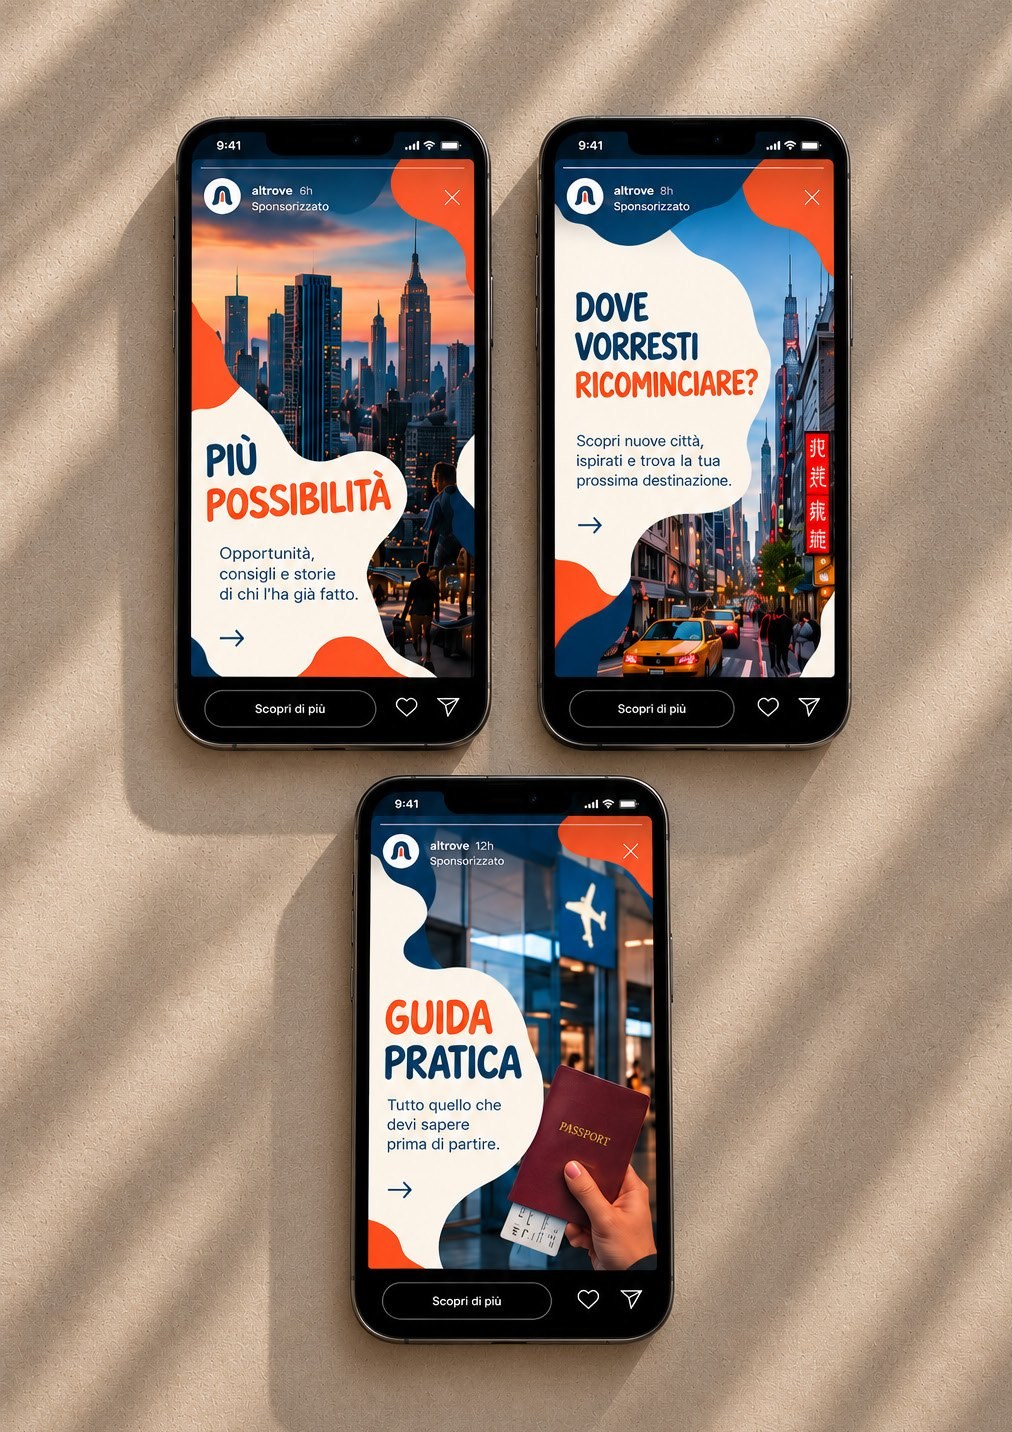 9:41
altrove 6h
Sponsorizzato
PIÙ
POSSIBILITÀ
Opportunità,
consigli e storie
di chi l'ha già fatto.
Scopri di più
9:41
altrove 8h
Sponsorizzato
DOVE
VORRESTI
RICOMINCIARE?
Scopri nuove città,
ispirati e trova la tua
prossima destinazione.
Scopri di più
9:41
altrove 12h
Sponsorizzato
GUIDA
PRATICA
Tutto quello che
devi sapere
prima di partire.
PASSPORT
Scopri di più